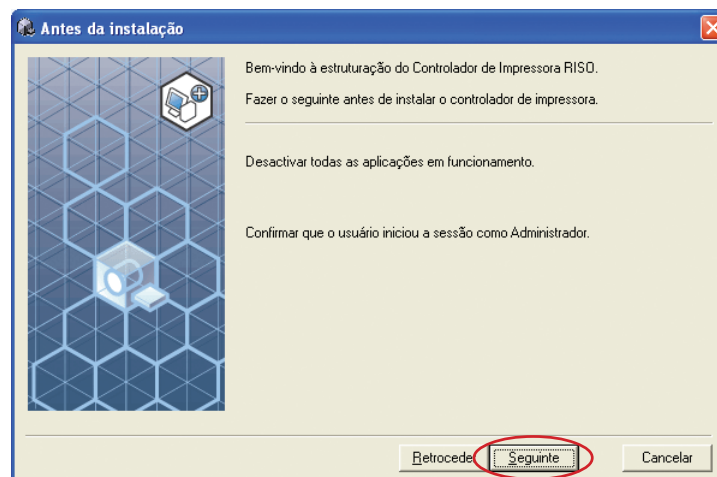 Antes da instalação
Bem-vindo à estruturação do Controlador de Impressora RISO.
Fazer o seguinte antes de instalar o controlador de impressora.
Desactivar todas as aplicações em funcionamento.
Confirmar que o usuário iniciou a sessão como Administrador.
Retrocede Seguinte Cancelar